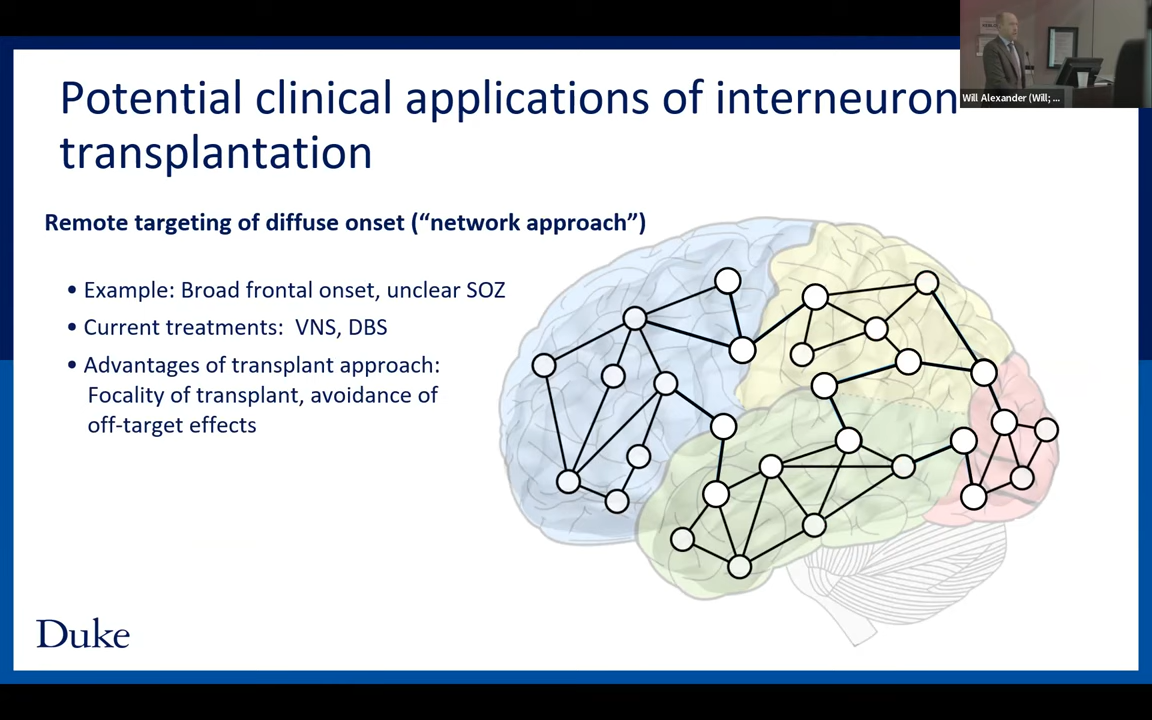 Potential clinical applications of interneuron
transplantation
Will Alexander (Will; ...
Remote targeting of diffuse onset (“network approach”)
• Example: Broad frontal onset, unclear SOZ
• Current treatments:  VNS, DBS
• Advantages of transplant approach:
Focality of transplant, avoidance of
off-target effects
Duke